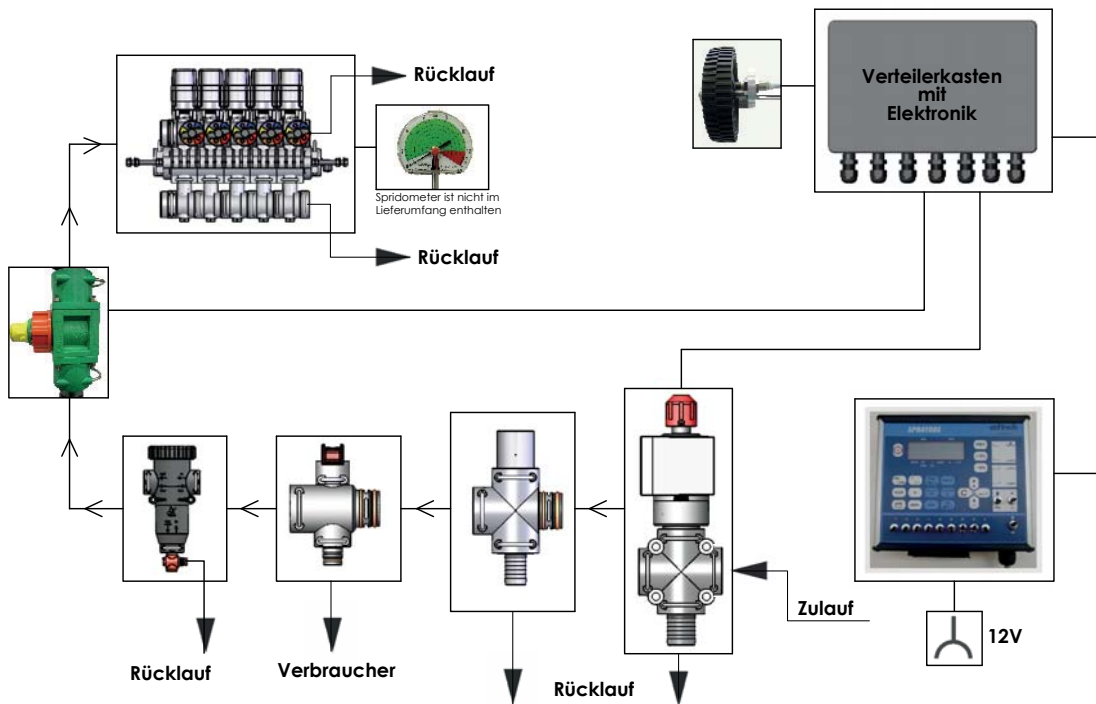 Rücklauf
Spridometer ist nicht im
Lieferumfang enthalten
Rücklauf
Verteilerkasten
mit
Elektronik
Zulauf
12V
Rücklauf
Verbraucher
Rücklauf